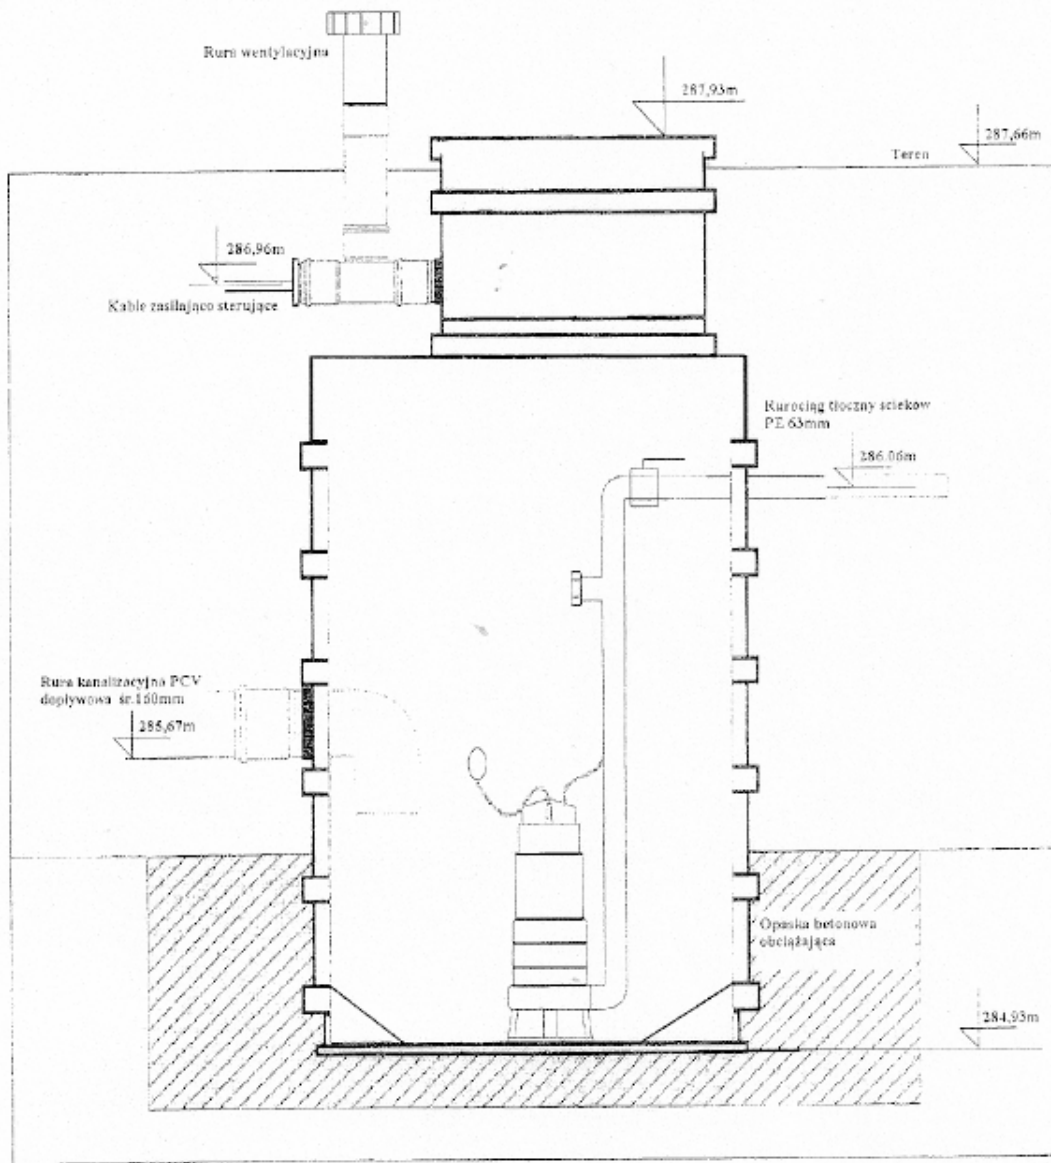 Rura wentylacyjna
287,93m
287,66m
Teren
286,96m
Kable zasilająco sterujące
Rurociąg tłoczny scieków
PE 63mm
286.06m
Rura kanalizacyjna PCV
dopływowa śr.160mm
285,67m
Opaska betonowa
obciążająca
284,93m